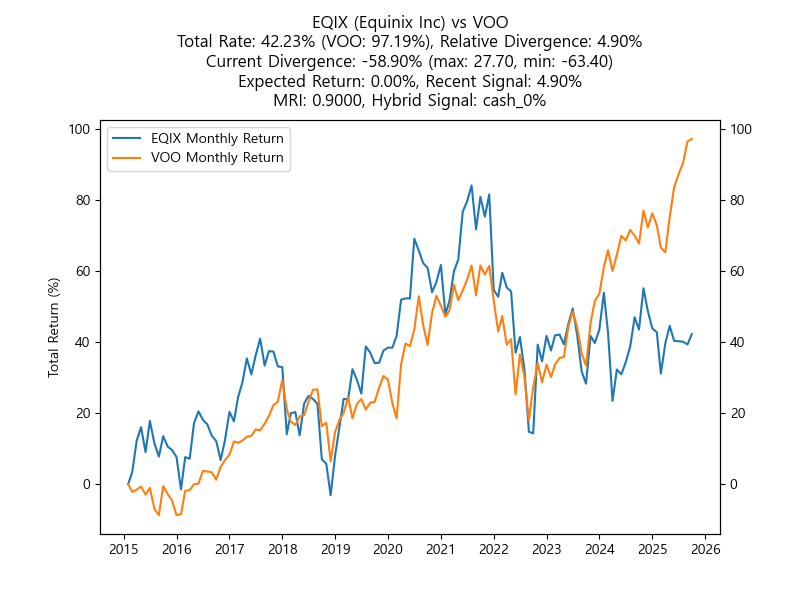 EQIX (Equinix Inc) vs VOO
Total Rate: 42.23% (VOO: 97.19%), Relative Divergence: 4.90%
Current Divergence: -58.90% (max: 27.70, min: -63.40)
Expected Return: 0.00%, Recent Signal: 4.90%
MRI: 0.9000, Hybrid Signal: cash_0%
EQIX Monthly Return
VOO Monthly Return
Total Return (%)
100
80
60
40
20
0
100
80
60
40
20
0
2015 2016 2017 2018 2019 2020 2021 2022 2023 2024 2025 2026